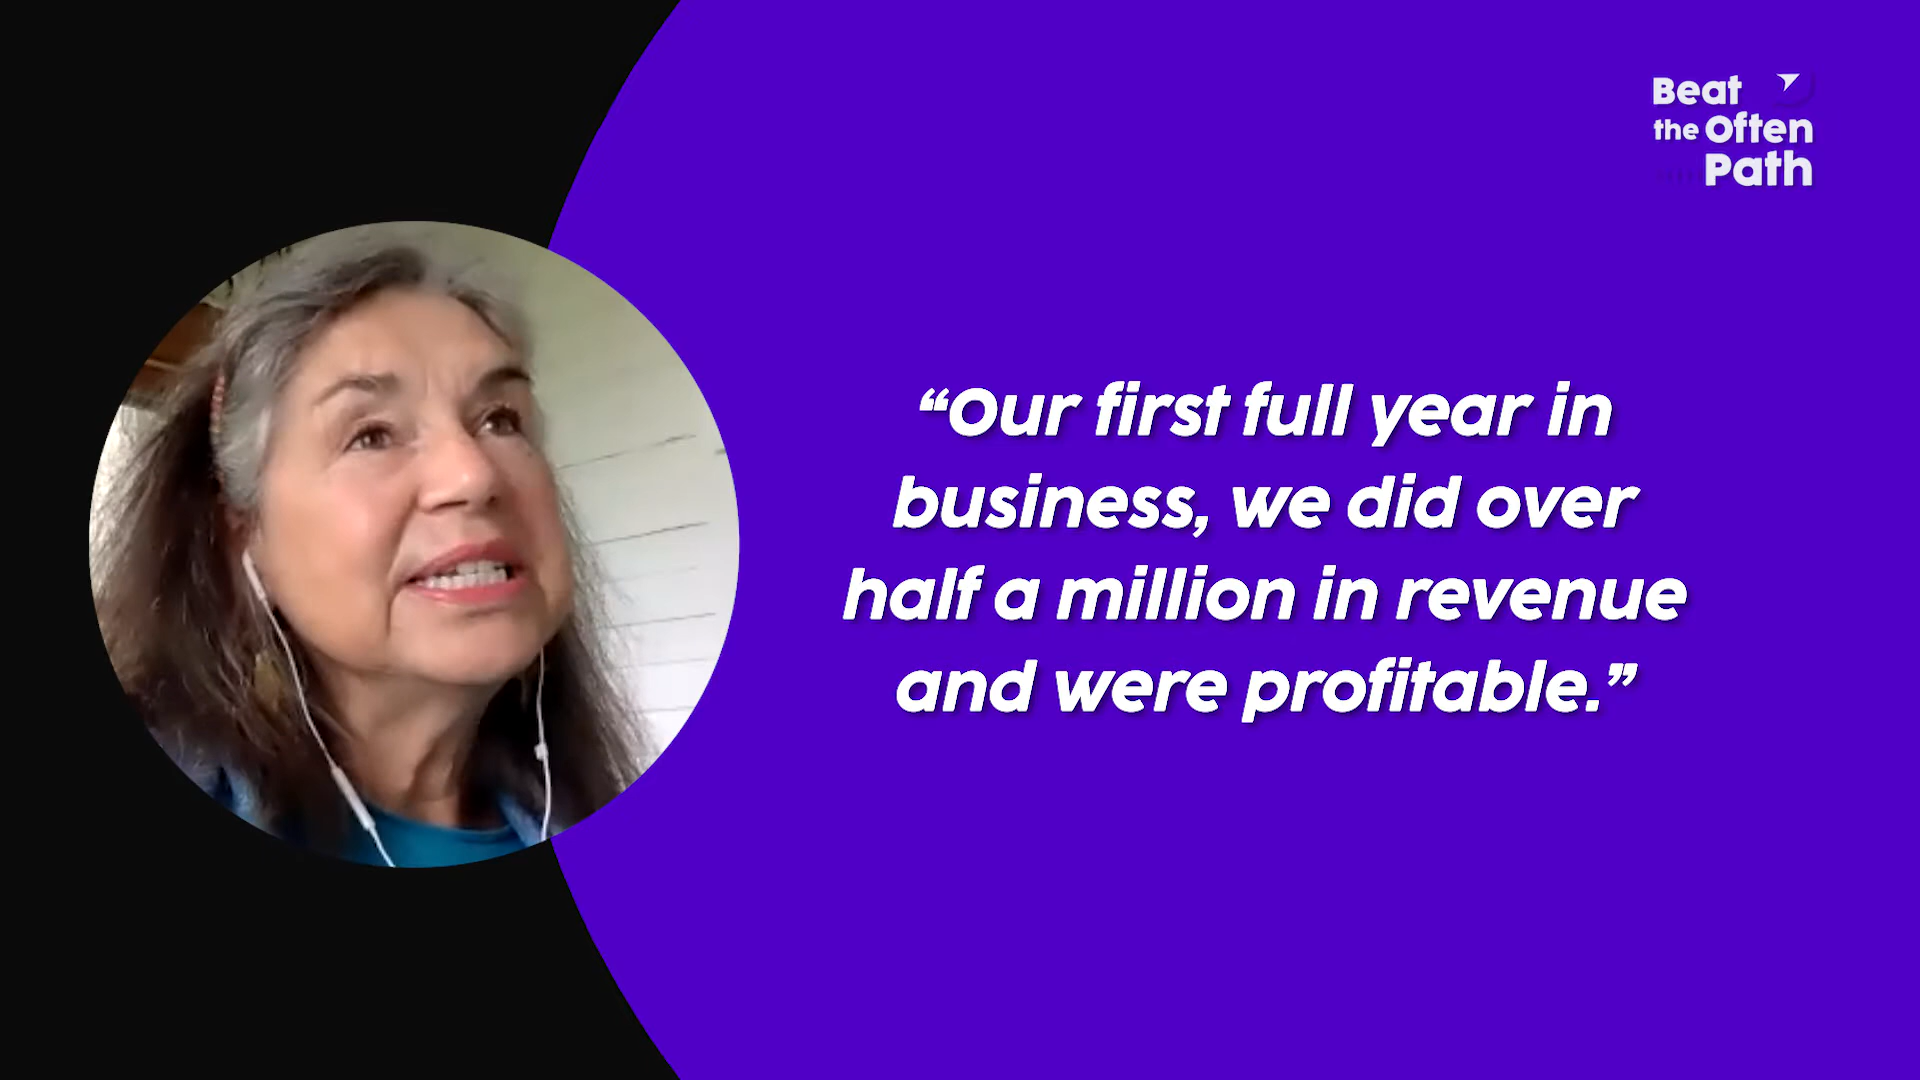 Beat
the Often
Path
“Our first full year in
business, we did over
half a million in revenue
and were profitable.”